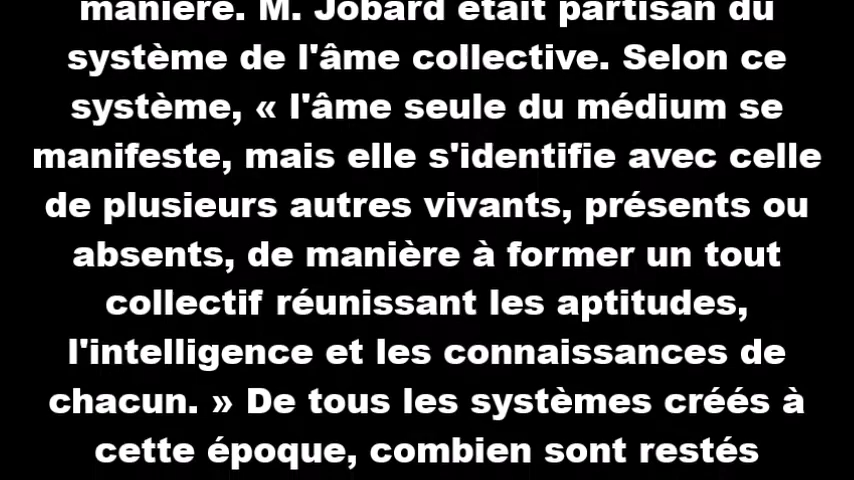 manière. M. Jobard était partisan du
système de l'âme collective. Selon ce
système, « l'âme seule du médium se
manifeste, mais elle s'identifie avec celle
de plusieurs autres vivants, présents ou
absents, de manière à former un tout
collectif réunissant les aptitudes,
l'intelligence et les connaissances de
chacun. » De tous les systèmes créés à
cette époque, combien sont restés